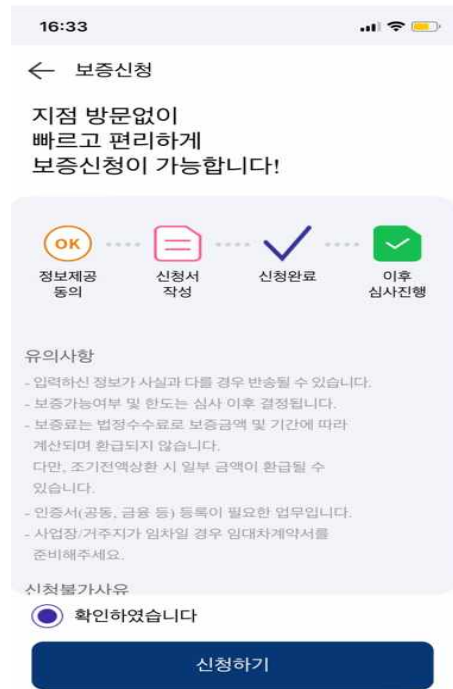 16:33
보증신청
지점 방문없이
빠르고 편리하게
보증신청이 가능합니다!
OK
정보제공
동의
신청서
작성
신청완료
이후
심사진행
유의사항
- 입력하신 정보가 사실과 다를 경우 반송될 수 있습니다.
- 보증가능여부 및 한도는 심사 이후 결정됩니다.
- 보증료는 법정수수료로 보증금액 및 기간에 따라
계산되며 환급되지 않습니다.
다만, 조기전액상환 시 일부 금액이 환급될 수
있습니다.
- 인증서(공동, 금융 등) 등록이 필요한 업무입니다.
- 사업장/거주지가 임차일 경우 임대차계약서를
준비해주세요.
신청불가사유
확인하였습니다
신청하기